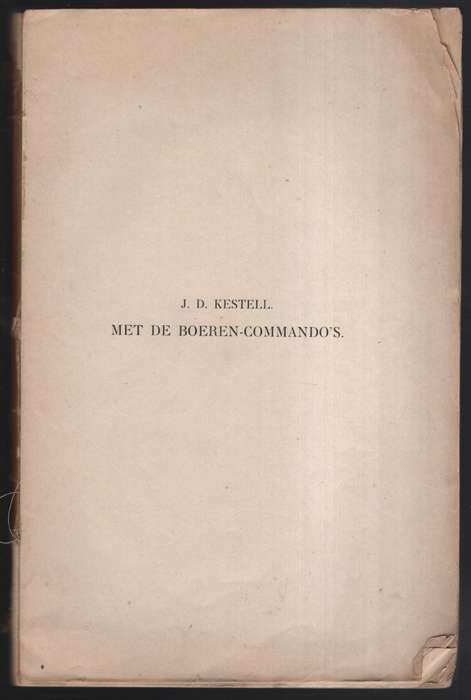 J. D. KESTELL.
MET DE BOEREN-COMMANDO'S.